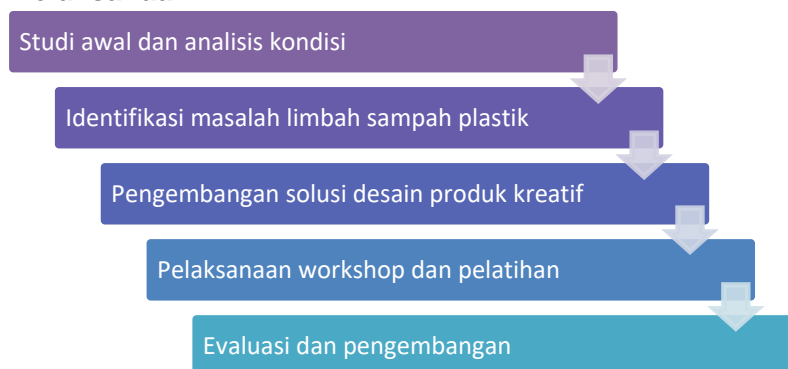 Studi awal dan analisis kondisi
Identifikasi masalah limbah sampah plastik
Pengembangan solusi desain produk kreatif
Pelaksanaan workshop dan pelatihan
Evaluasi dan pengembangan